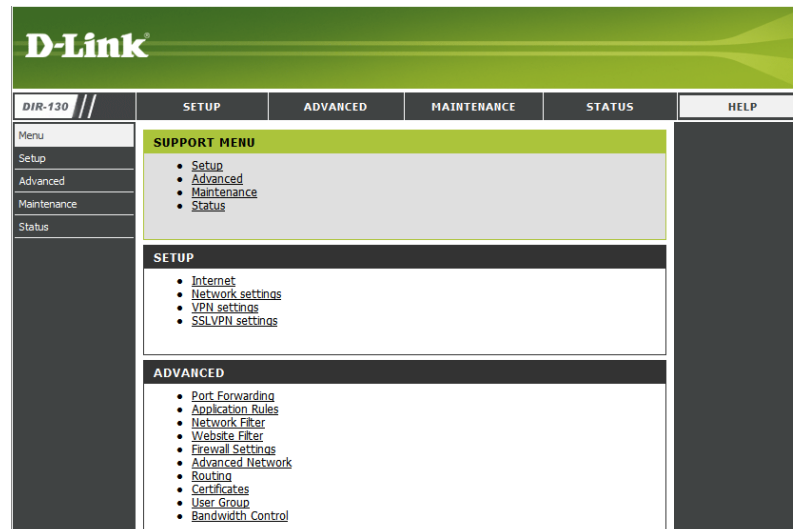 D-Link
DIR-130 // SETUP ADVANCED MAINTENANCE STATUS HELP
Menu
Setup
Advanced
Maintenance
Status
SUPPORT MENU
• Setup
• Advanced
• Maintenance
• Status
SETUP
• Internet
• Network settings
• VPN settings
• SSLVPN settings
ADVANCED
• Port Forwarding
• Application Rules
• Network Filter
• Website Filter
• Firewall Settings
• Advanced Network
• Routing
• Certificates
• User Group
• Bandwidth Control